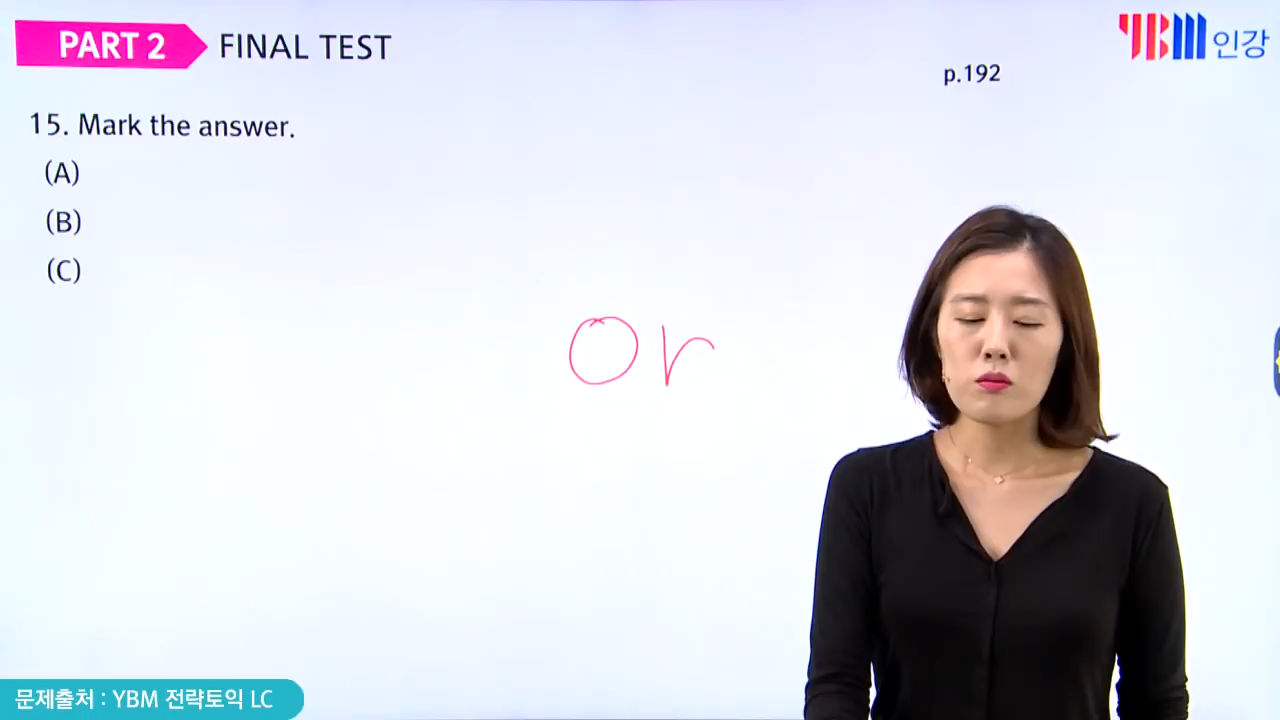 PART 2 FINAL TEST
YBM 인강
p.192
15. Mark the answer.
(A)
(B)
(C)
or
문제출처 : YBM 전략토익 LC